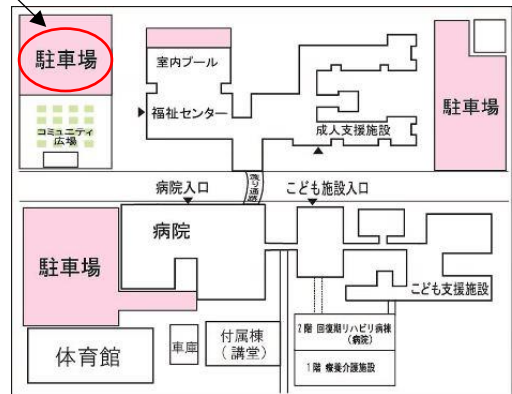 駐車場
室内プール
福祉センター
コミュニティ
広場
成人支援施設
駐車場
病院入口
渡り通路
こども施設入口
病院
駐車場
こども支援施設
体育館
車庫
付属棟
(講堂)
2階 回復期リハビリ病棟
(病院)
1階 療養介護施設